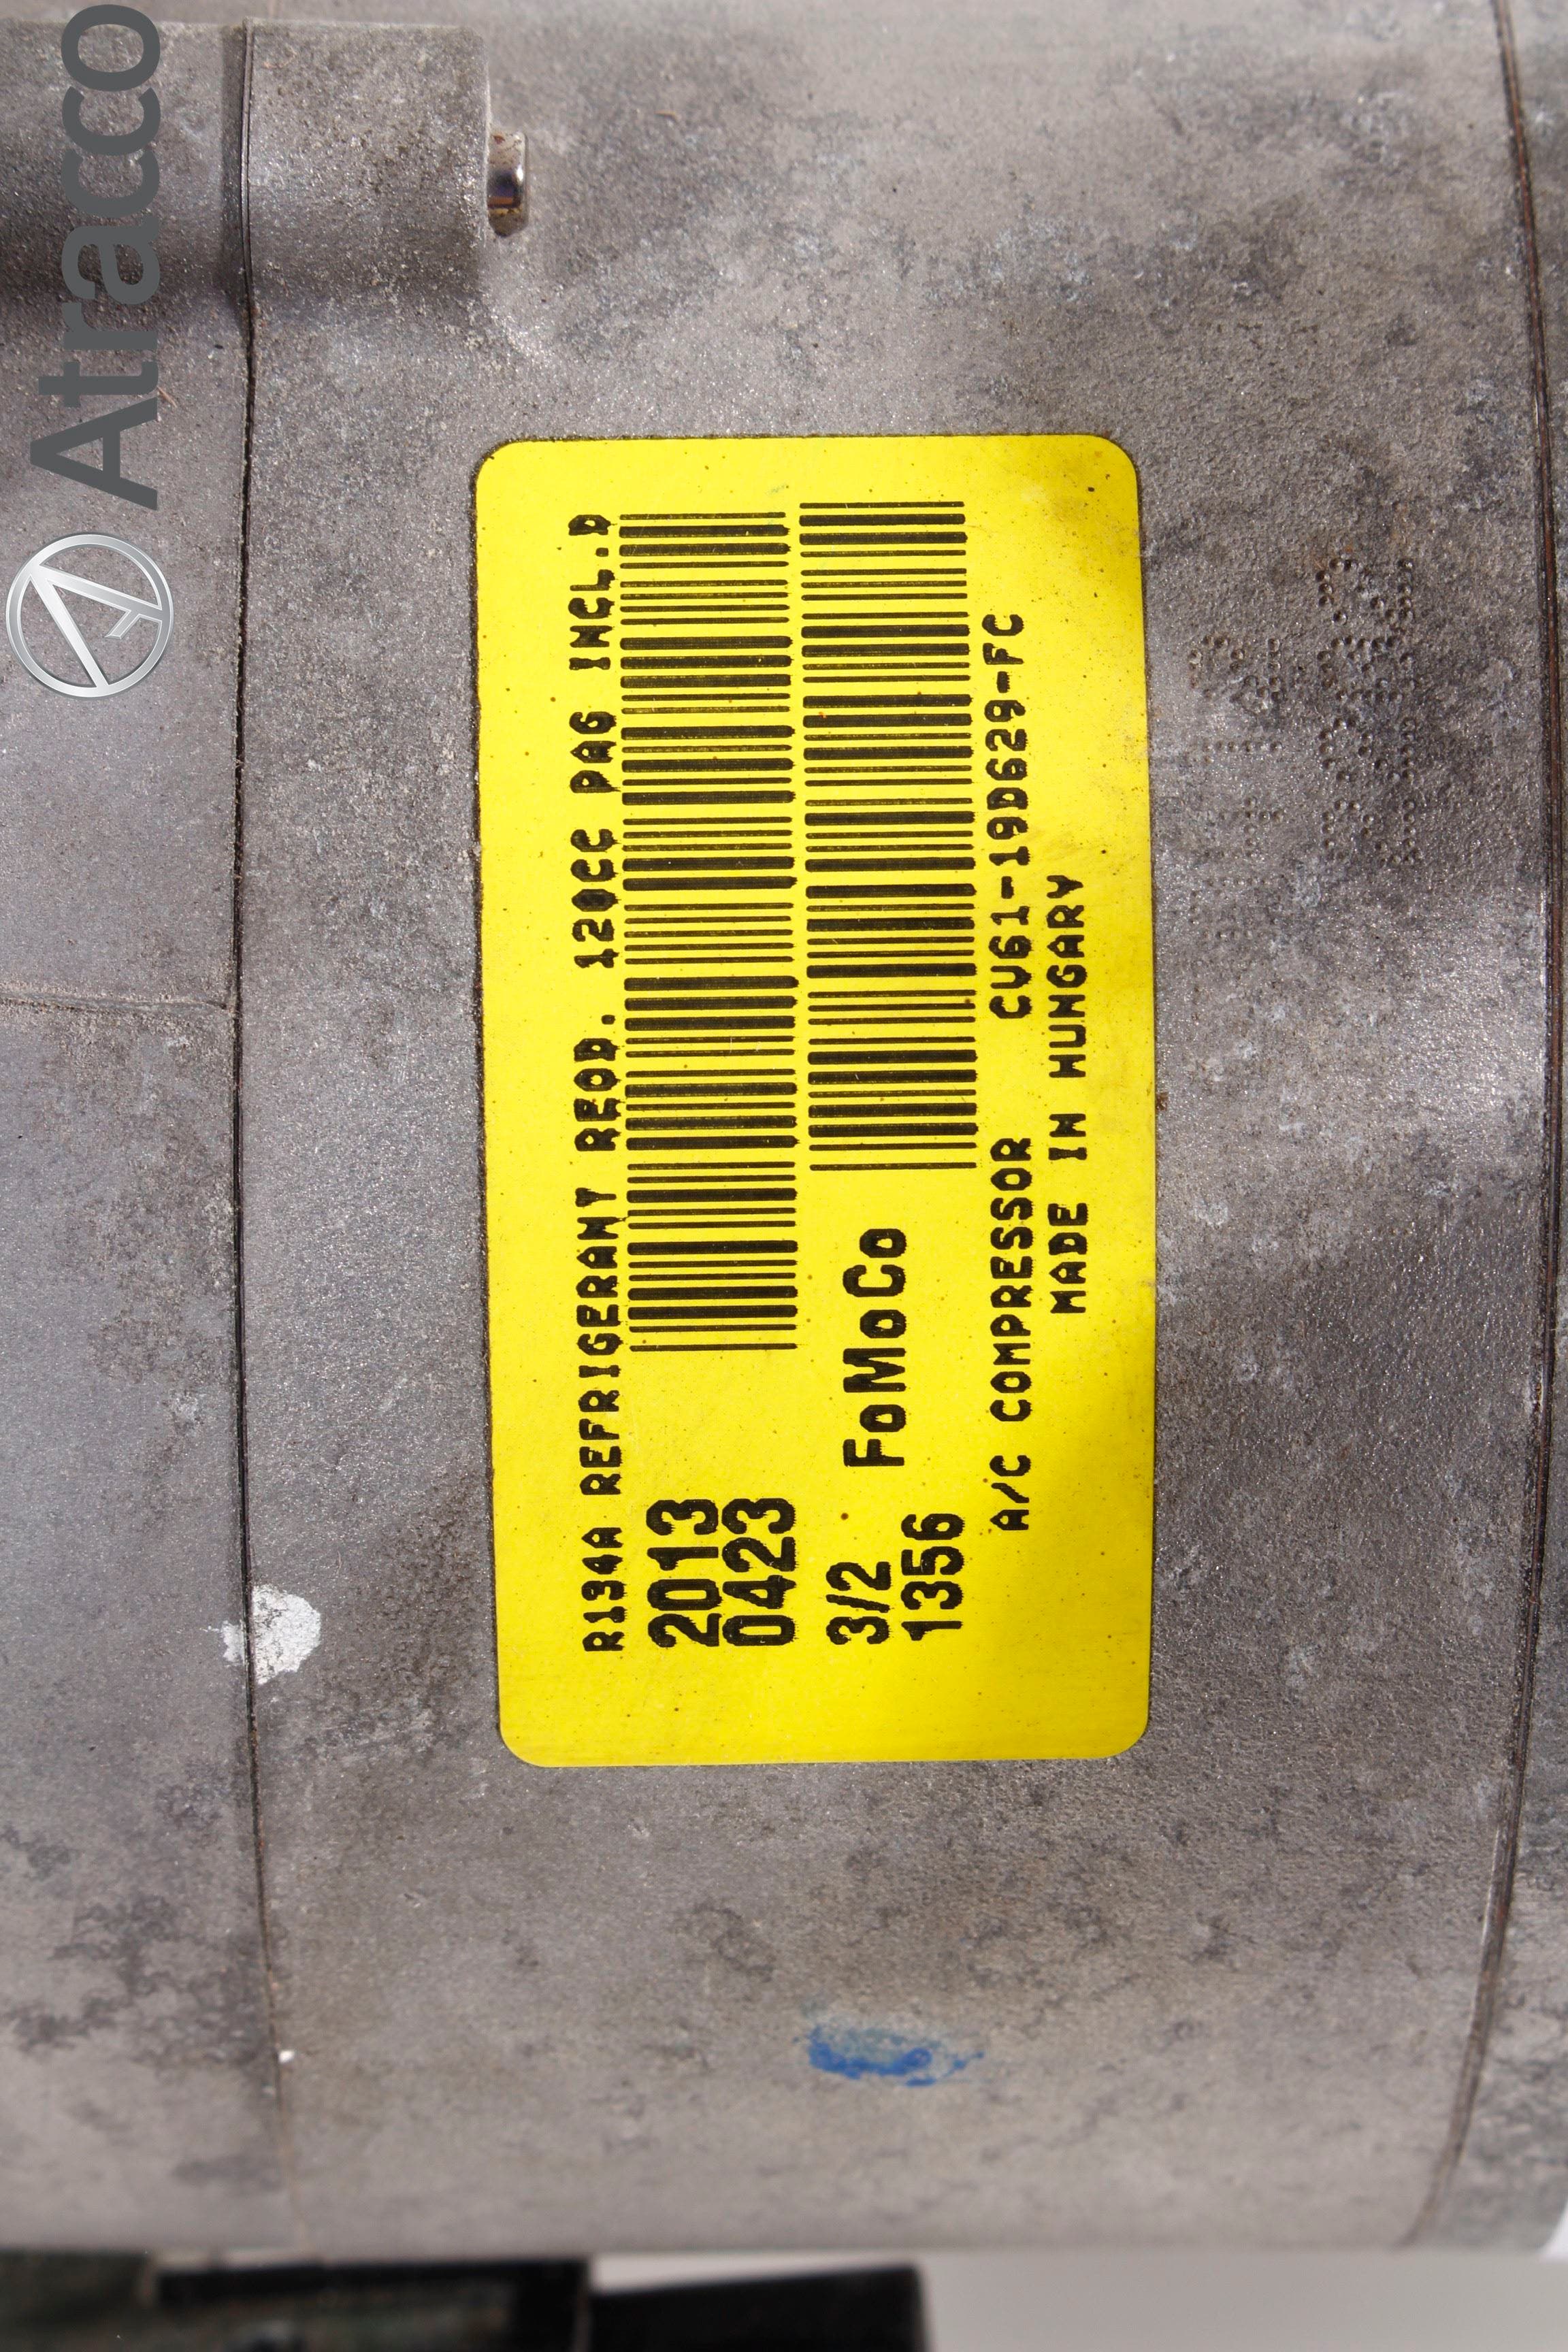 Atracco
R134A REFRIGERANT REQD. 120CC PAG INCL.D
2013
0423
3/2
1356
FoMoCo
A/C COMPRESSOR CV61-19D629-FC
MADE IN HUNGARY